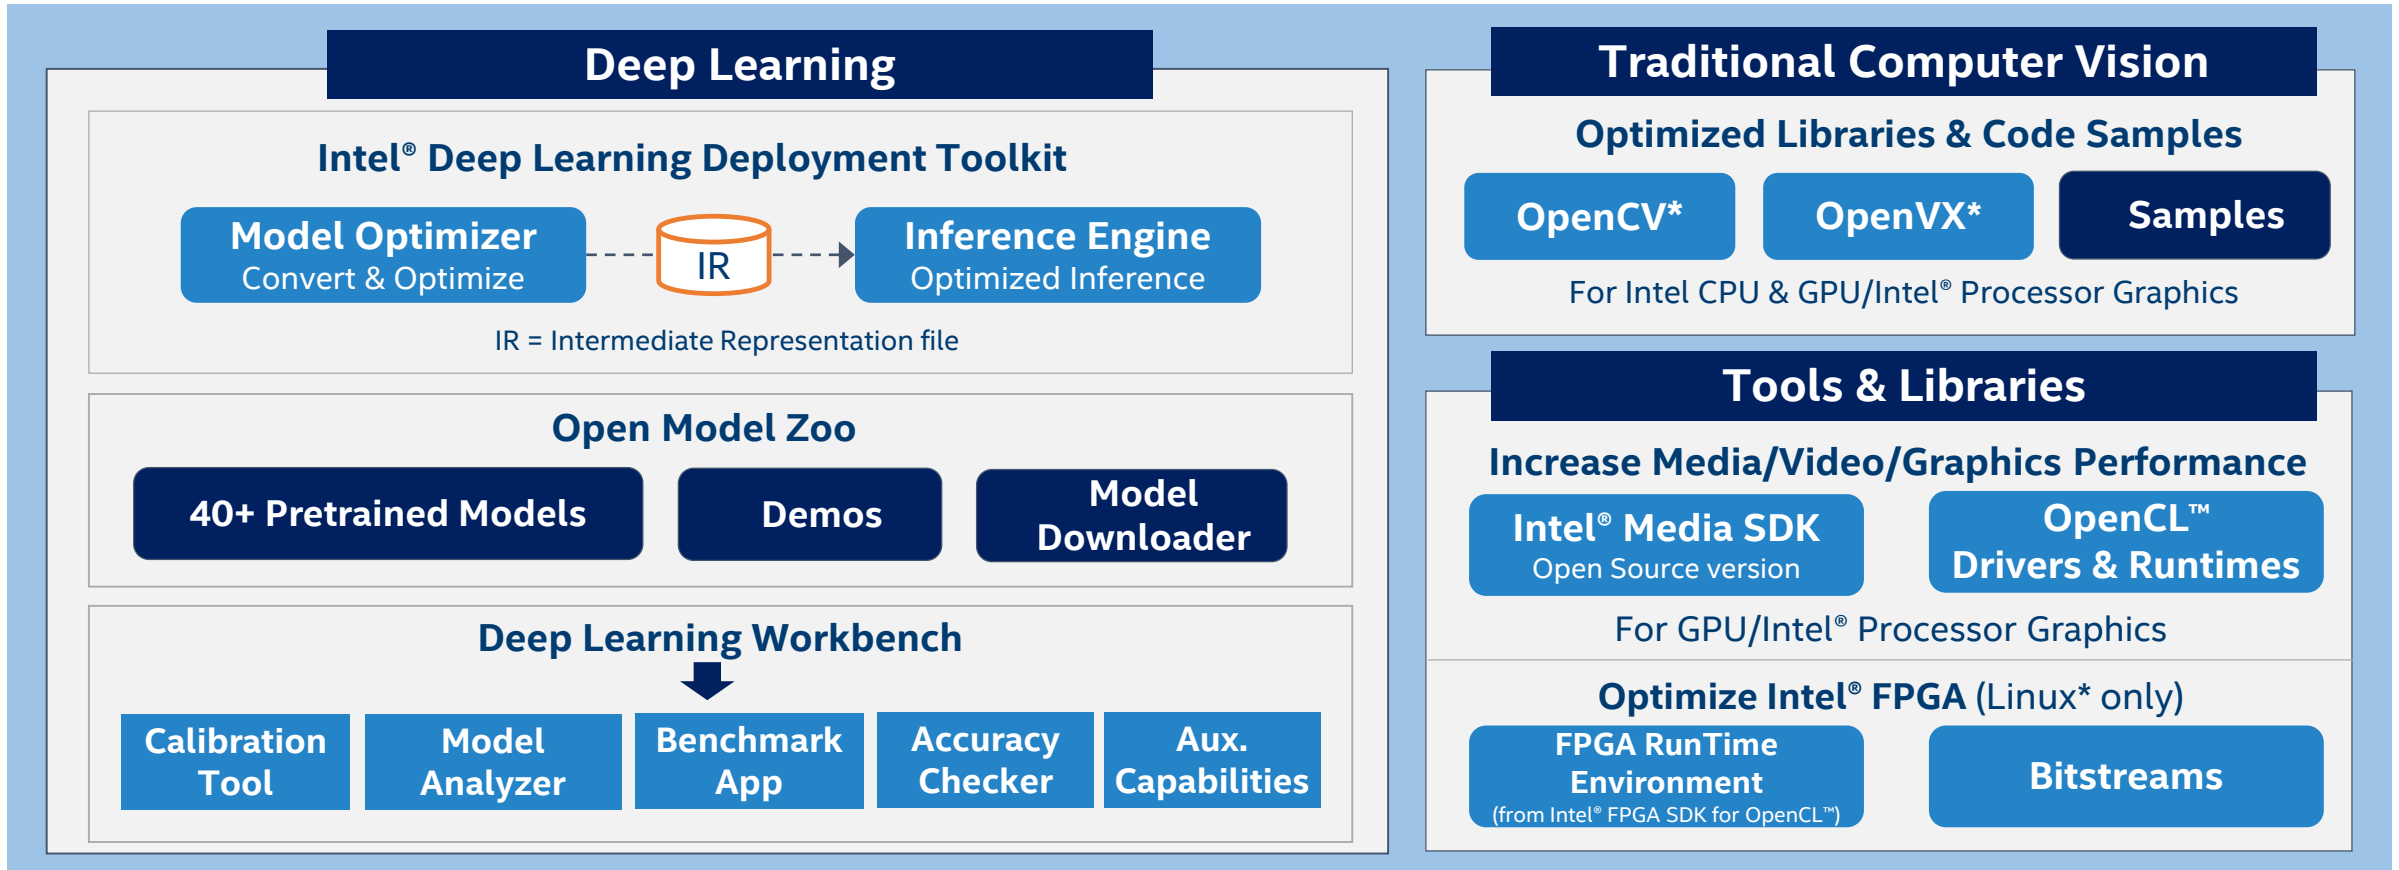 Deep Learning
Intel® Deep Learning Deployment Toolkit
Model Optimizer
Convert & Optimize
IR
Inference Engine
Optimized Inference
IR = Intermediate Representation file
Open Model Zoo
40+ Pretrained Models
Demos
Model
Downloader
Deep Learning Workbench
Calibration
Tool
Model
Analyzer
Benchmark
App
Accuracy
Checker
Aux.
Capabilities
Traditional Computer Vision
Optimized Libraries & Code Samples
OpenCV*
OpenVX*
Samples
For Intel CPU & GPU/Intel® Processor Graphics
Tools & Libraries
Increase Media/Video/Graphics Performance
Intel® Media SDK
Open Source version
OpenCL™
Drivers & Runtimes
For GPU/Intel® Processor Graphics
Optimize Intel® FPGA (Linux* only)
FPGA RunTime
Environment
(from Intel® FPGA SDK for OpenCL™)
Bitstreams